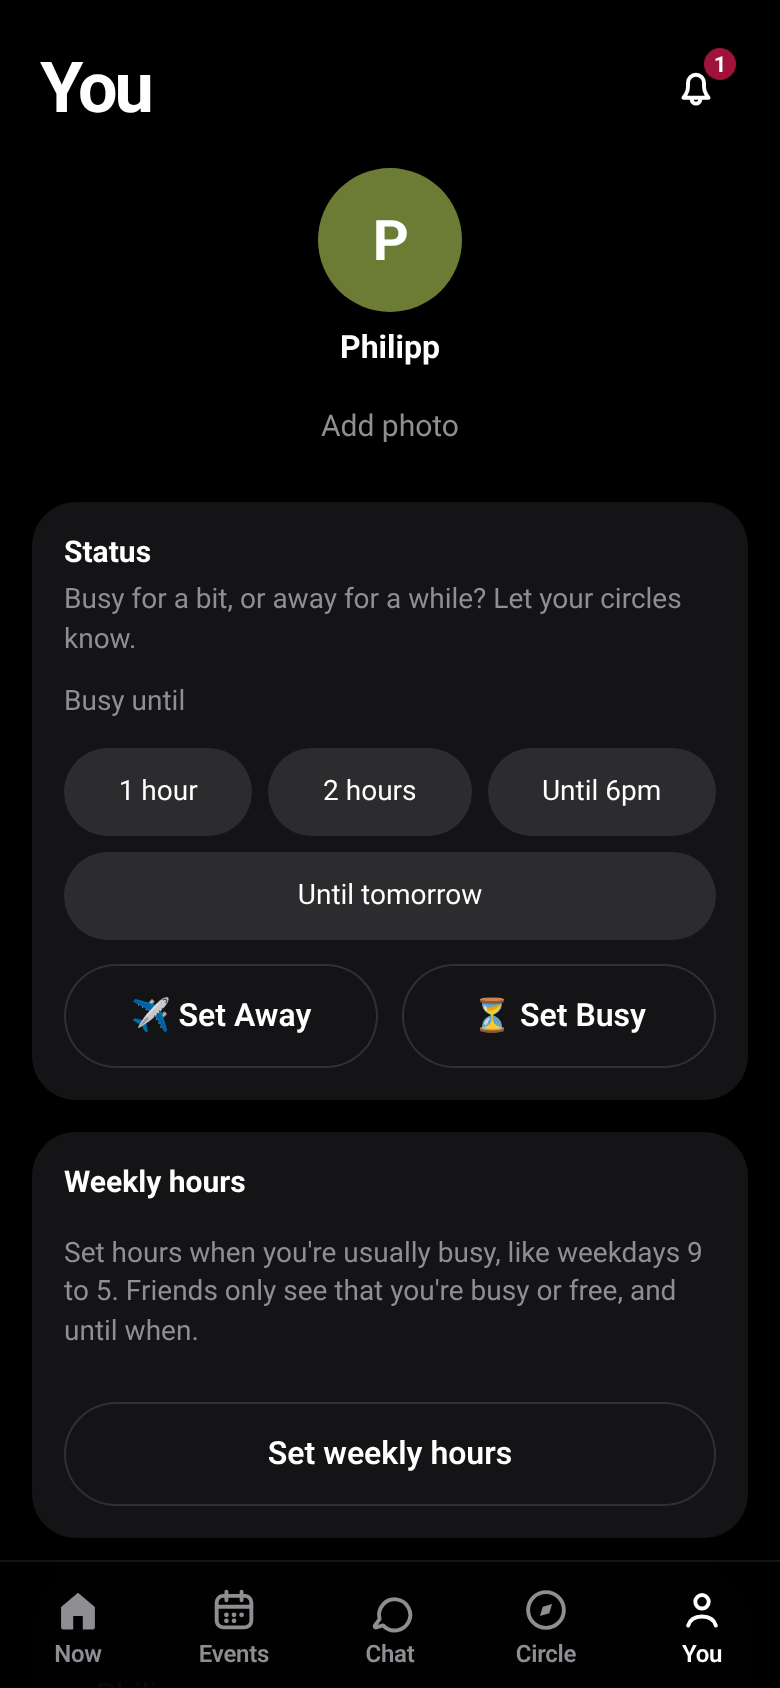 You
1
P
Philipp
Add photo
Status
Busy for a bit, or away for a while? Let your circles
know.
Busy until
1 hour
2 hours
Until 6pm
Until tomorrow
✈️ Set Away
⏳ Set Busy
Weekly hours
Set hours when you're usually busy, like weekdays 9
to 5. Friends only see that you're busy or free, and
until when.
Set weekly hours
Now
Events
Chat
Circle
You